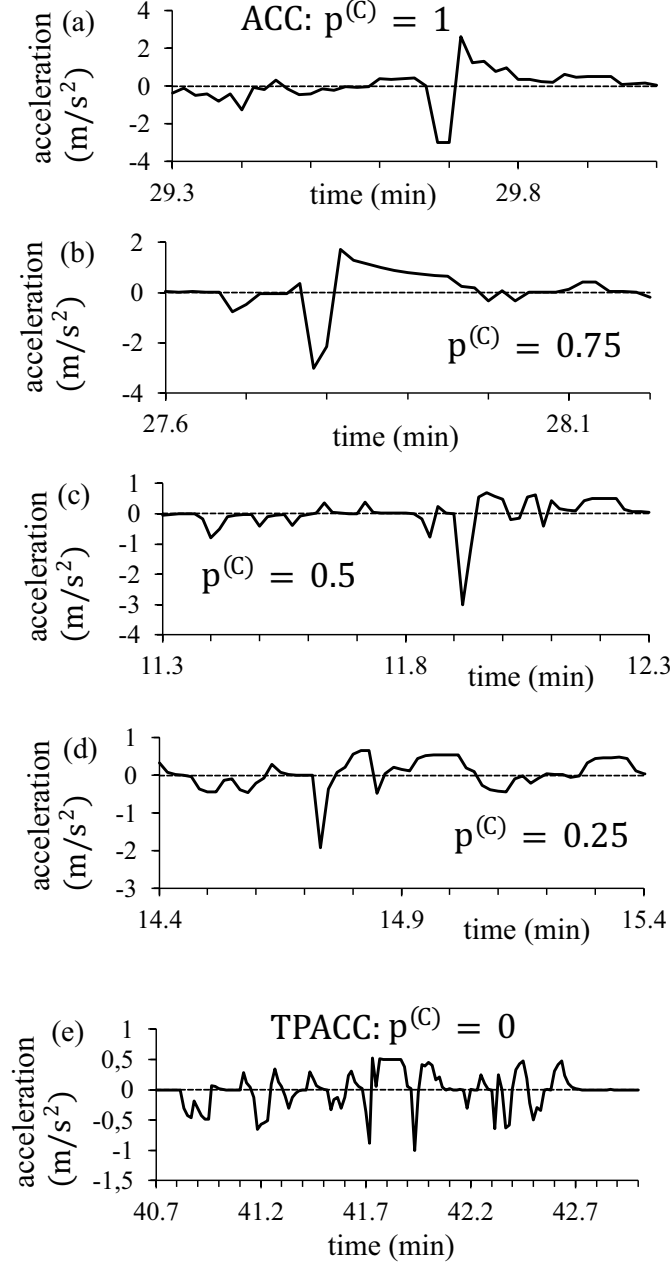 (a)
ACC: p(C) = 1
acceleration
(m/s²)
4
2
0
-2
-4
29.3
time (min)
29.8
(b)
acceleration
(m/s²)
2
0
-2
-4
p(C) = 0.75
27.6
time (min)
28.1
(c)
acceleration
(m/s²)
1
0
-1
-2
-3
-4
p(C) = 0.5
11.3
11.8
time (min)
12.3
(d)
acceleration
(m/s²)
1
0
-1
-2
-3
p(C) = 0.25
14.4
14.9
time (min)
15.4
(e)
TPACC: p(C) = 0
acceleration
(m/s²)
1
0,5
0
-0,5
-1
-1,5
40.7
41.2
41.7
42.2
42.7
time (min)